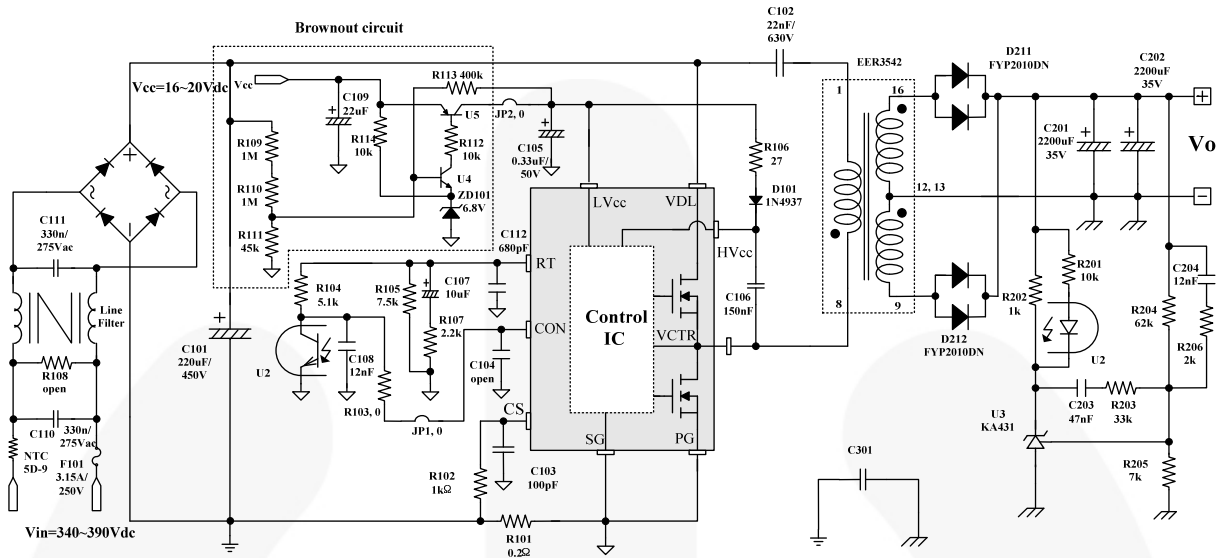 Brownout circuit
Vcc=16~20Vdc
Vcc
C109
22uF
R113 400k
U5
JP2, 0
R114
10k
R112
10k
U4
ZD101
6.8V
C105
0.33uF/
50V
R109
1M
R110
1M
R111
45k
C102
22nF/
630V
EER3542
1
8
16
12, 13
9
D211
FYP2010DN
C202
2200uF
35V
C201
2200uF
35V
+
Vo
−
R106
27
D101
1N4937
C111
330n/
275Vac
Line
Filter
R108
open
C110
330n/
275Vac
NTC
5D-9
F101
3.15A/
250V
Vin=340~390Vdc
C101
220uF/
450V
R104
5.1k
U2
C108
12nF
R103, 0
JP1, 0
R105
7.5k
C107
10uF
R107
2.2k
C112
680pF
C104
open
R102
1kΩ
C103
100pF
R101
0.2Ω
LVcc
VDL
RT
HVcc
CON
Control
IC
VCTR
CS
SG
PG
C106
150nF
D212
FYP2010DN
R202
1k
R201
10k
U2
R204
62k
C204
12nF
R206
2k
C203
47nF
R203
33k
U3
KA431
R205
7k
C301